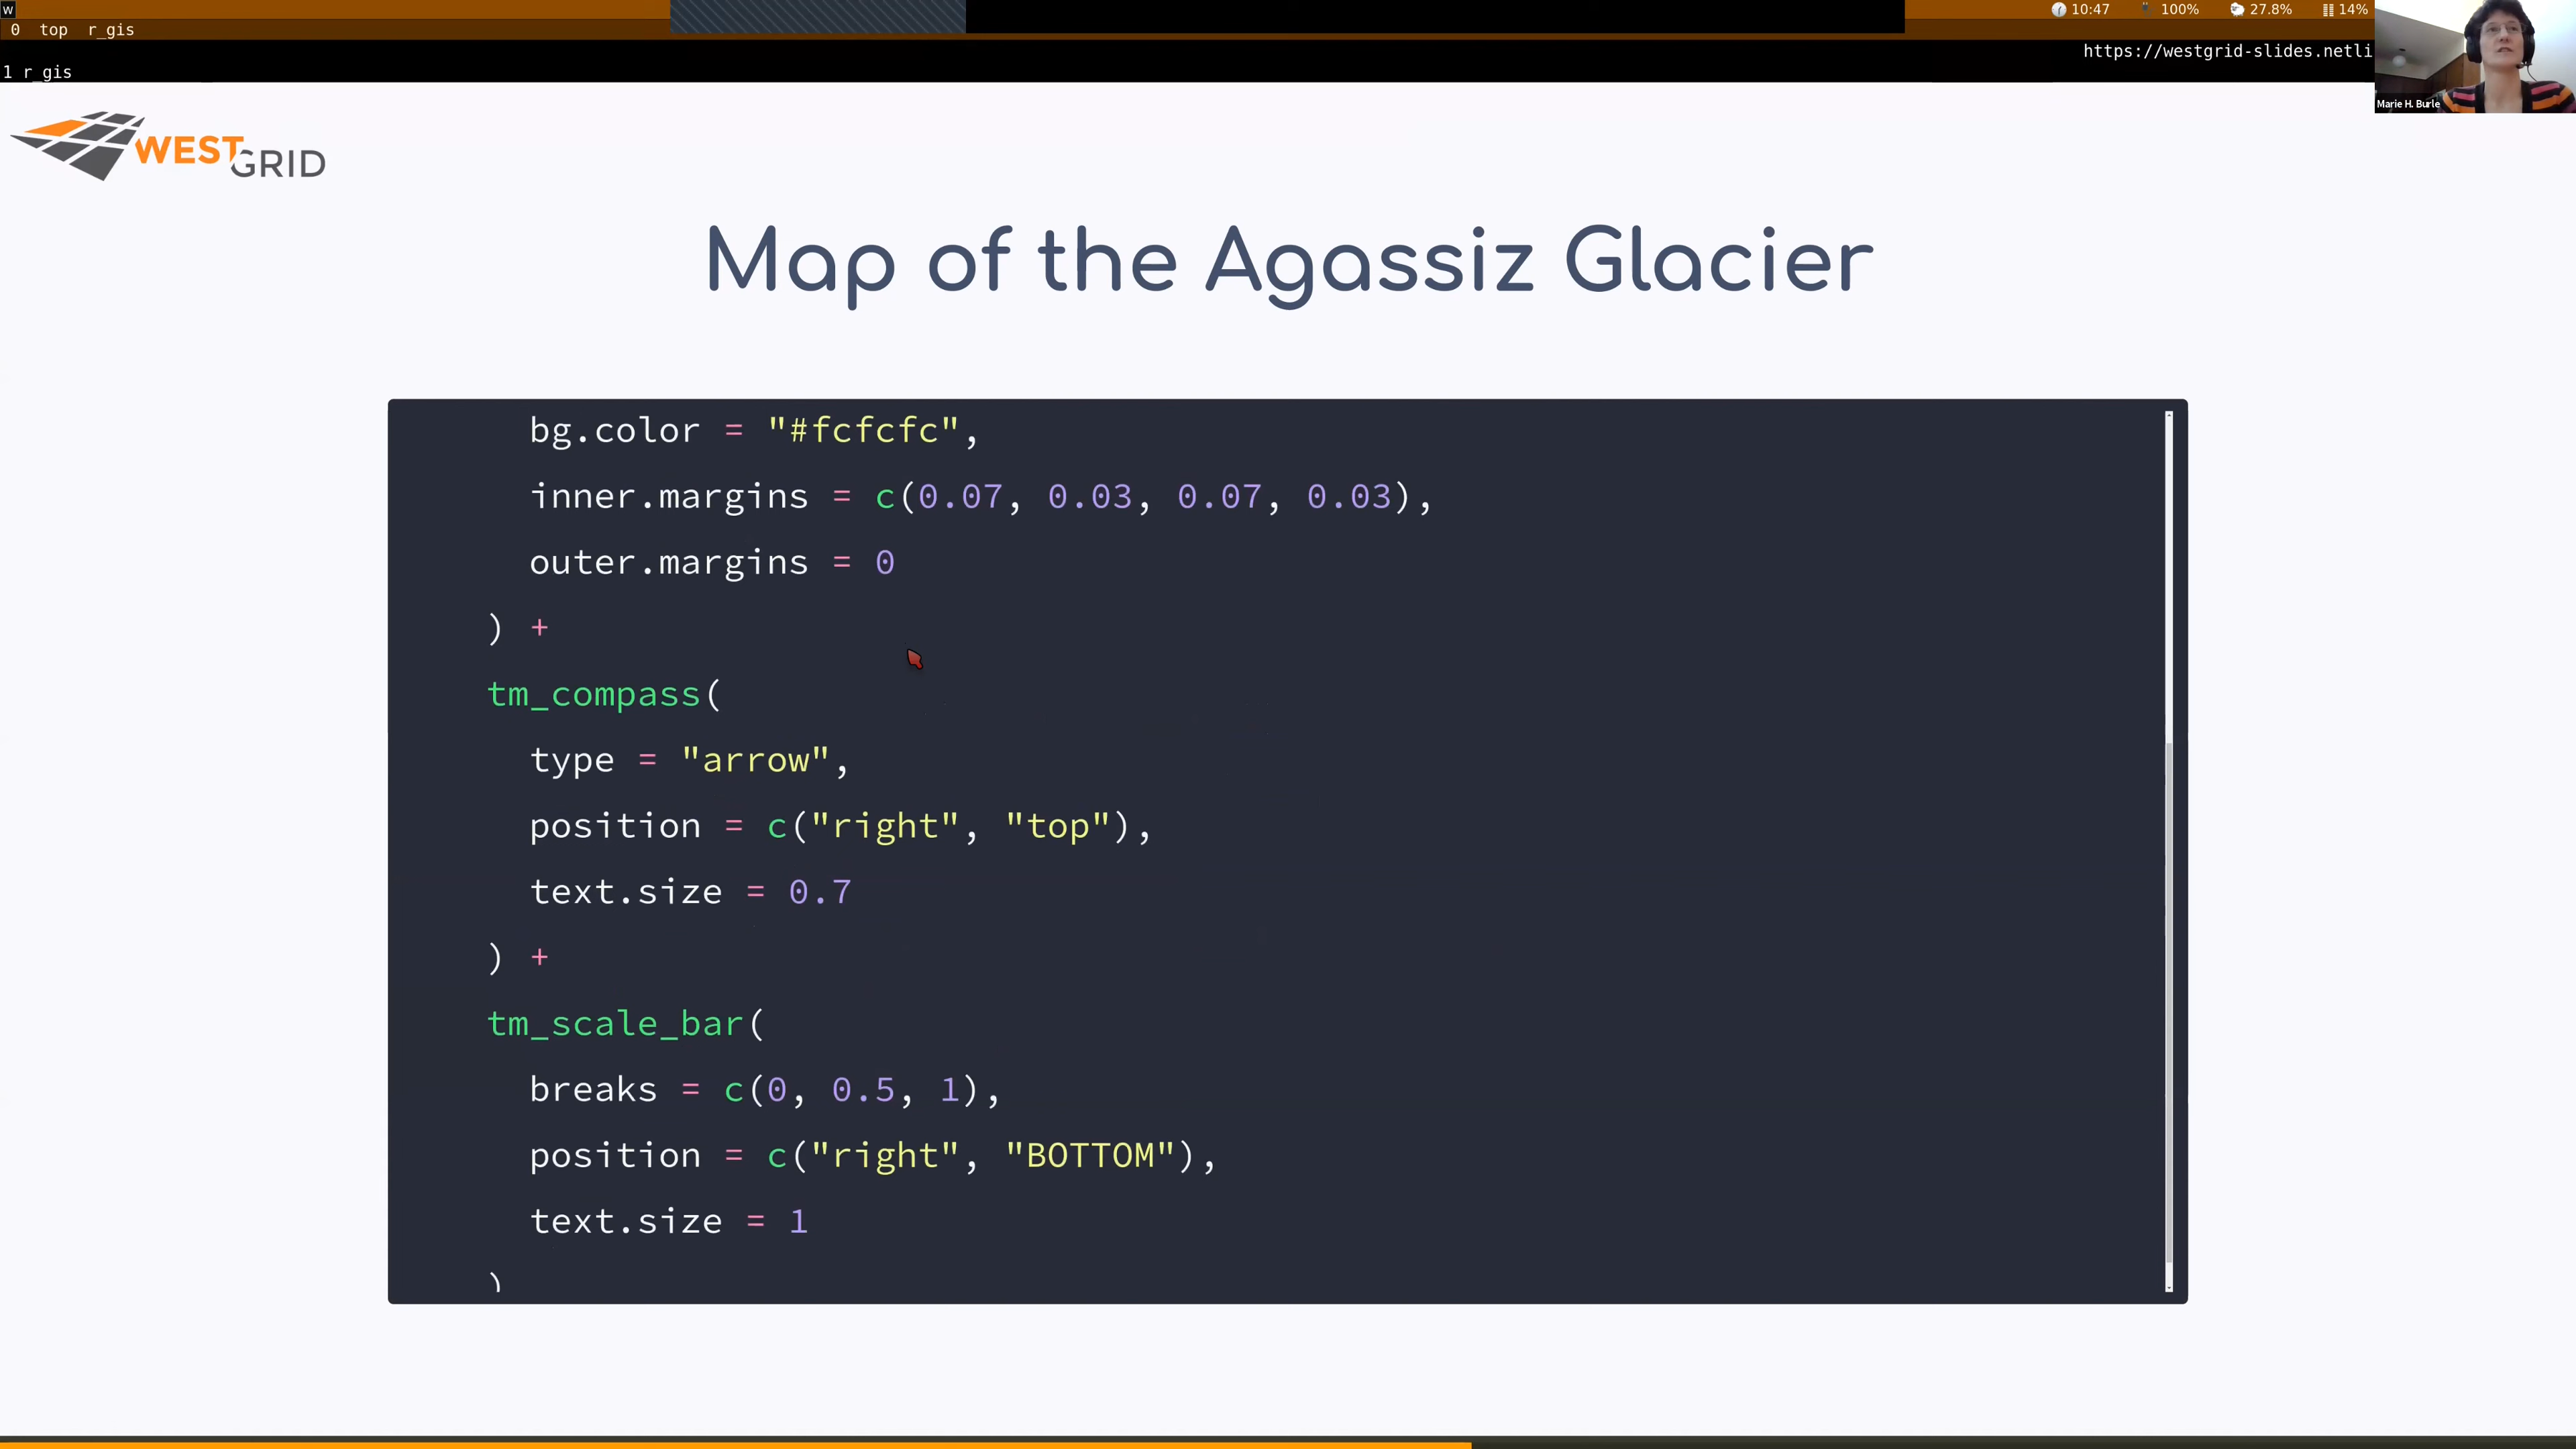 W
10:47 100% 27.8% 14%
0 top r_gis
https://westgrid-slides.netli
1 r_gis
Marie H. Burle
WESTGRID
Map of the Agassiz Glacier
bg.color = "#fcfcfc",
inner.margins = c(0.07, 0.03, 0.07, 0.03),
outer.margins = 0
) +
tm_compass(
type = "arrow",
position = c("right", "top"),
text.size = 0.7
) +
tm_scale_bar(
breaks = c(0, 0.5, 1),
position = c("right", "BOTTOM"),
text.size = 1
)